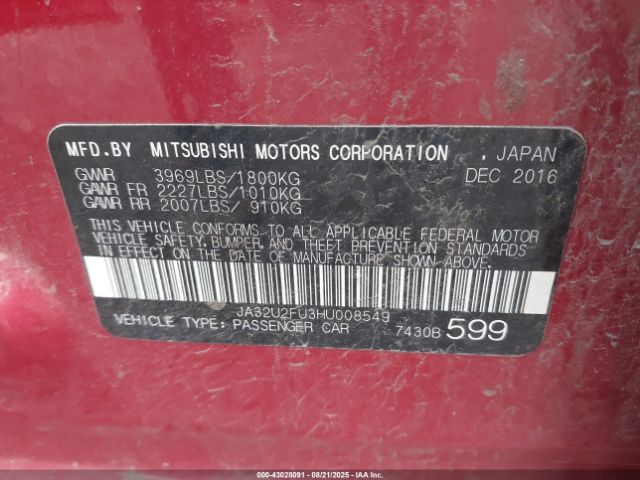 MFD.BY MITSUBISHI MOTORS CORPORATION , JAPAN
GVWR 3969LBS/1800KG DEC 2016
GAWR FR 2227LBS/1010KG
GAWR RR 2007LBS/ 910KG
THIS VEHICLE CONFORMS TO ALL APPLICABLE FEDERAL MOTOR
VEHICLE SAFETY, BUMPER, AND THEFT PREVENTION STANDARDS
IN EFFECT ON THE DATE OF MANUFACTURE SHOWN ABOVE.
JA32U2FU3HU008549
VEHICLE TYPE: PASSENGER CAR 7430B 599
000-43028091 - 08/21/2025 - IAAI.COM